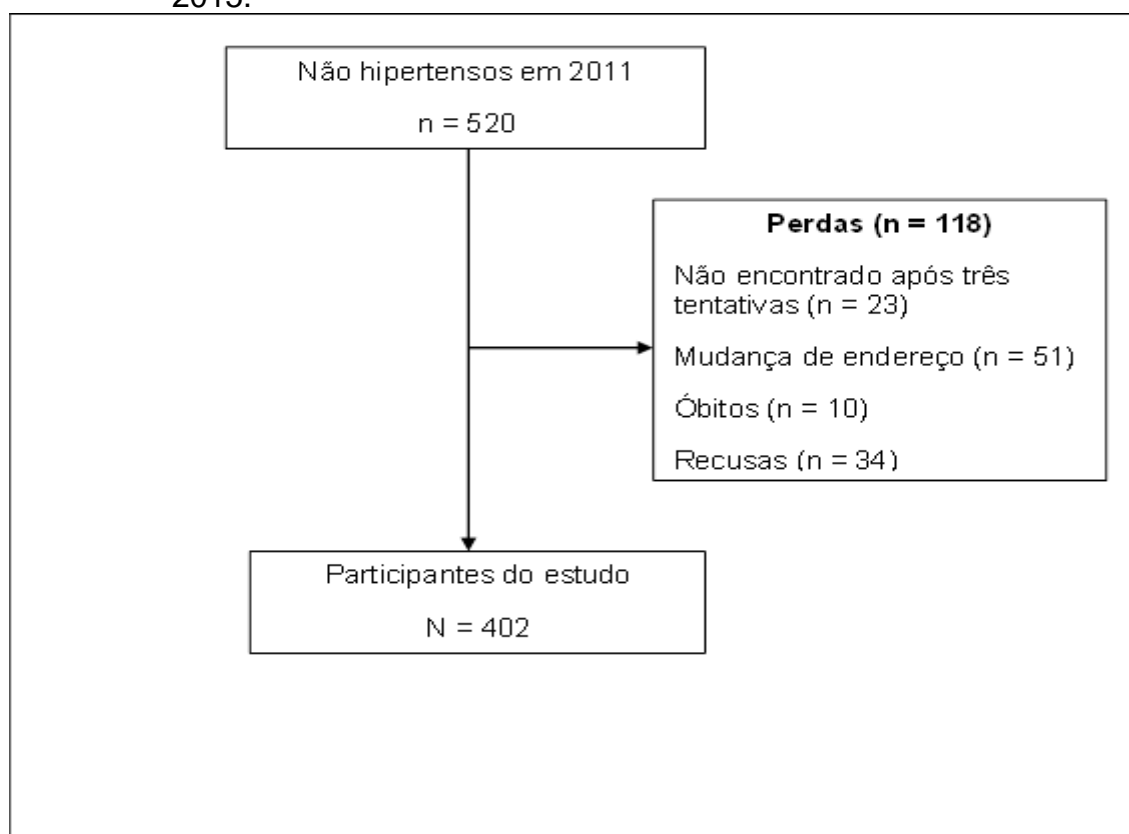 2015.
Não hipertensos em 2011
n = 520
Perdas (n = 118)
Não encontrado após três
tentativas (n = 23)
Mudança de endereço (n = 51)
Óbitos (n = 10)
Recusas (n = 34)
Participantes do estudo
N = 402